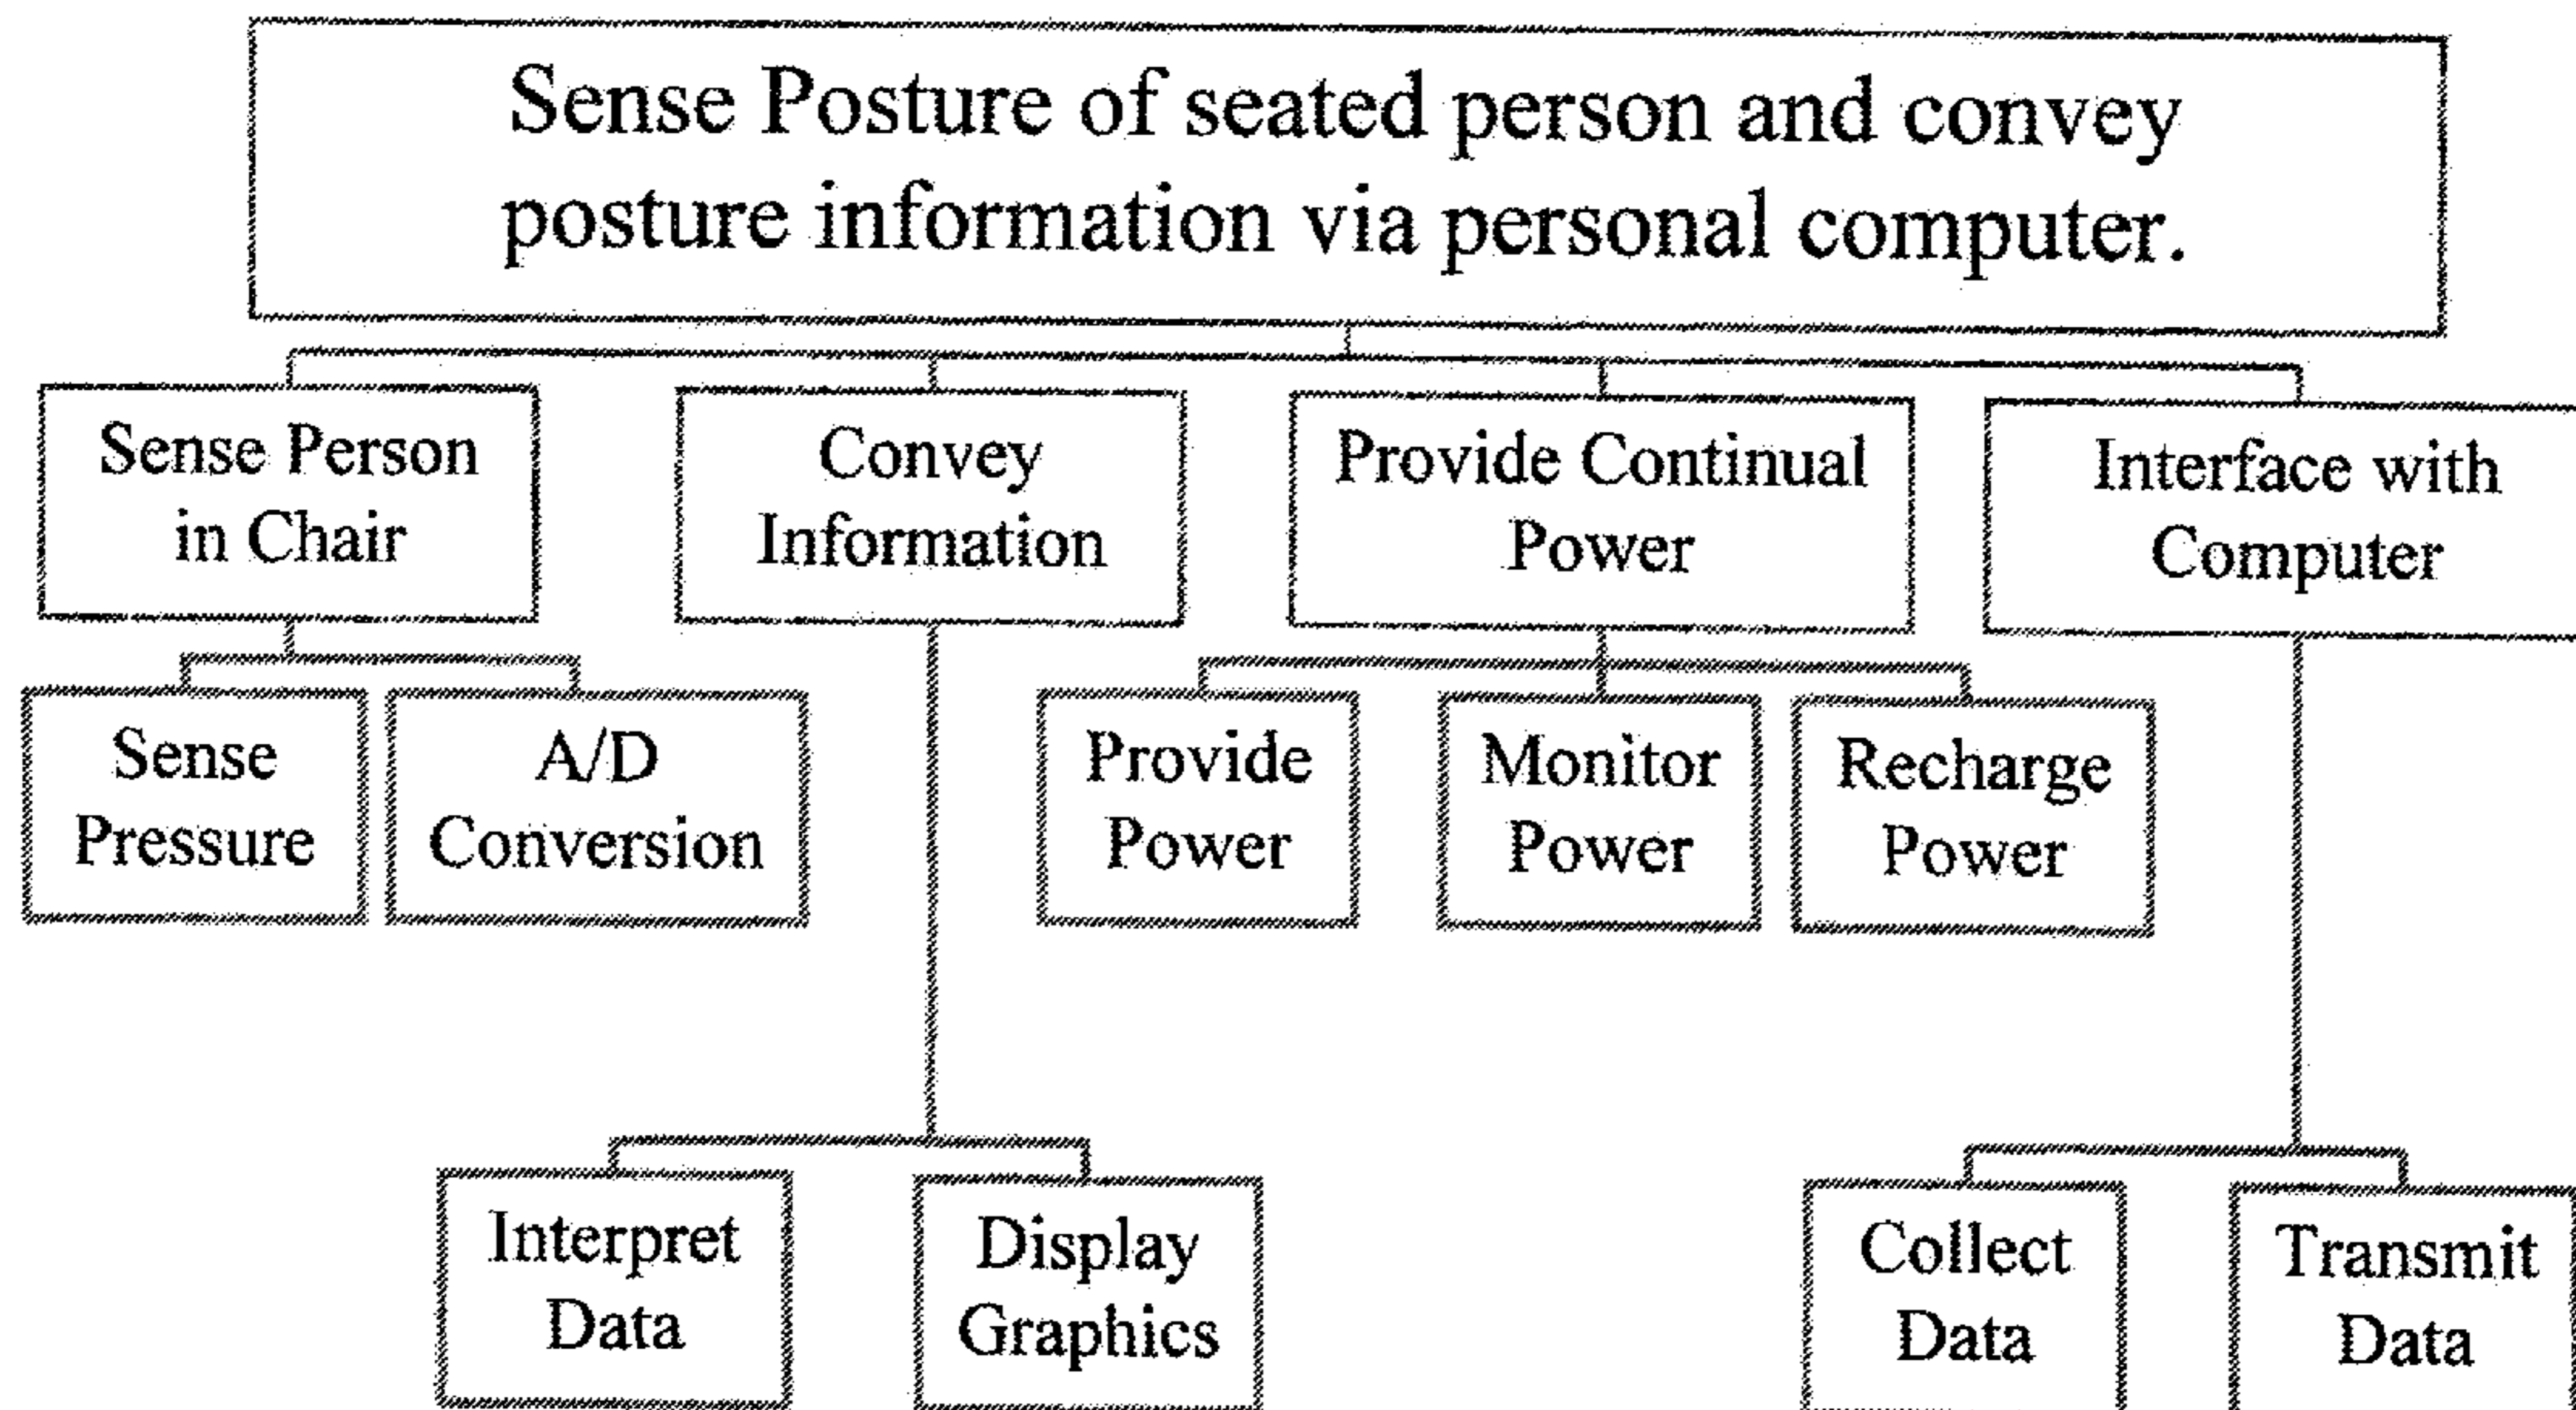 Sense Posture of seated person and convey
posture information via personal computer.
Sense Person
in Chair
Convey
Information
Provide Continual
Power
Interface with
Computer
Sense
Pressure
A/D
Conversion
Provide
Power
Monitor
Power
Recharge
Power
Interpret
Data
Display
Graphics
Collect
Data
Transmit
Data